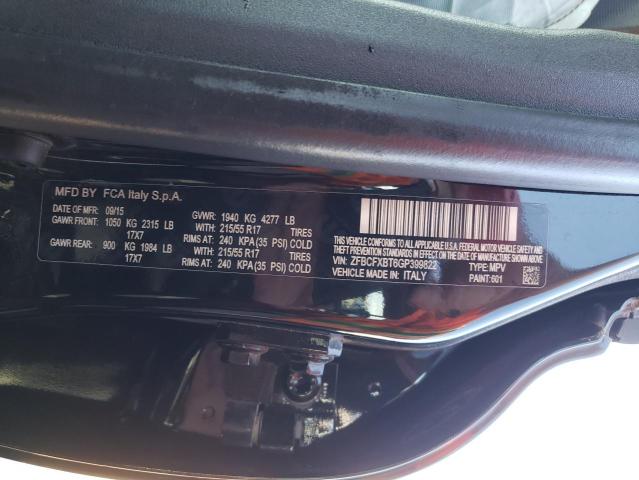 MFD BY FCA Italy S.p.A.
DATE OF MFR: 09/15 GVWR: 1940 KG 4277 LB
GAWR FRONT: 1050 KG 2315 LB WITH: 215/55 R17 TIRES
17X7 RIMS AT: 240 KPA(35 PSI) COLD
GAWR REAR: 900 KG 1984 LB WITH: 215/55 R17 TIRES
17X7 RIMS AT: 240 KPA(35 PSI) COLD
THIS VEHICLE CONFORMS TO ALL APPLICABLE U.S.A. FEDERAL MOTOR VEHICLE SAFETY, BUMPER, AND
THEFT PREVENTION STANDARDS IN EFFECT ON THE DATE OF MANUFACTURE SHOWN ABOVE.
VIN: ZFBCFXBT6GP399822 TYPE: MPV
VEHICLE MADE IN: ITALY PAINT: 601